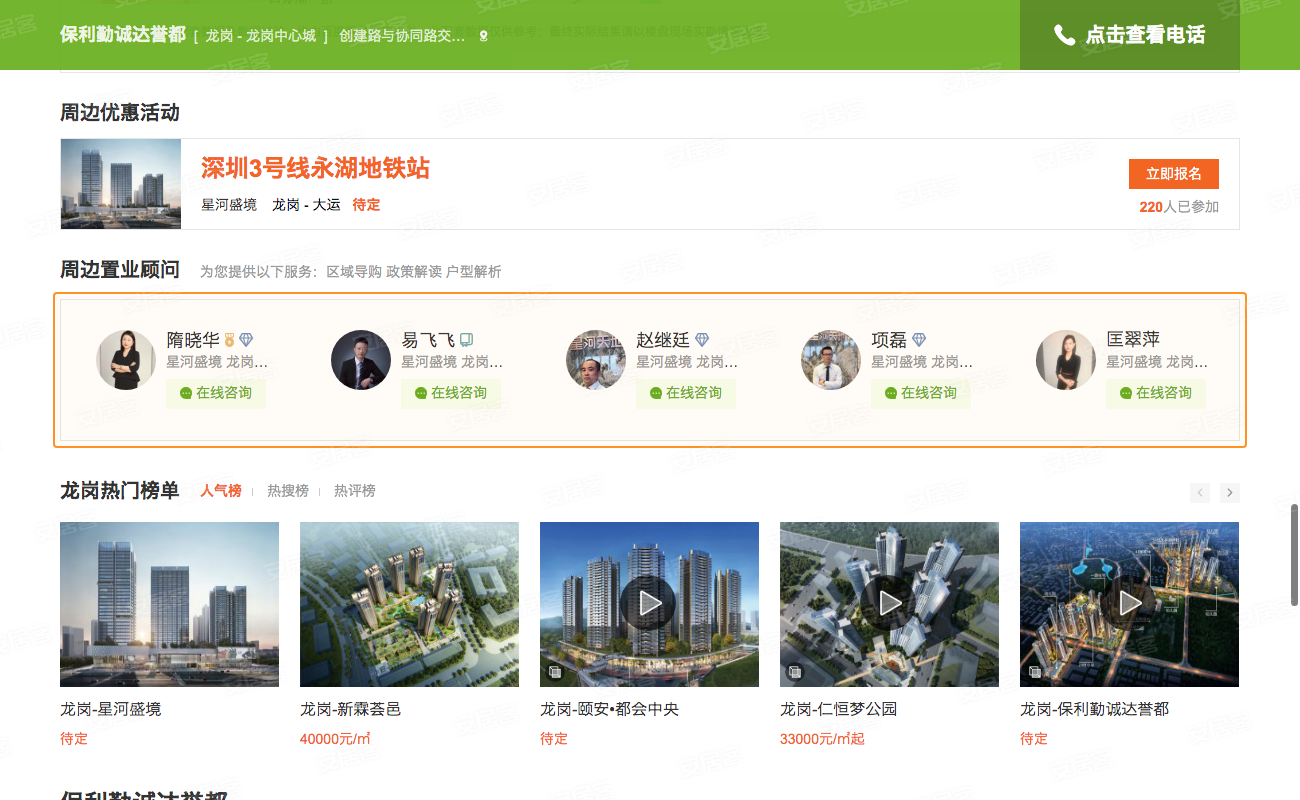 保利勤诚达誉都 [ 龙岗 - 龙岗中心城 ] 创建路与协同路交...
点击查看电话
周边优惠活动
深圳3号线永湖地铁站
立即报名
星河盛境 龙岗 - 大运 待定
220人已参加
周边置业顾问 为您提供以下服务：区域导购 政策解读 户型解析
隋晓华 易飞飞 赵继廷 项磊 匡翠萍
星河盛境 龙岗... 星河盛境 龙岗... 星河盛境 龙岗... 星河盛境 龙岗... 星河盛境 龙岗...
在线咨询 在线咨询 在线咨询 在线咨询 在线咨询
龙岗热门榜单 人气榜 热搜榜 热评榜
龙岗-星河盛境 龙岗-新霖荟邑 龙岗-颐安•都会中央 龙岗-仁恒梦公园 龙岗-保利勤诚达誉都
待定 40000元/㎡ 待定 33000元/㎡起 待定
保利勤诚达誉都
安居客